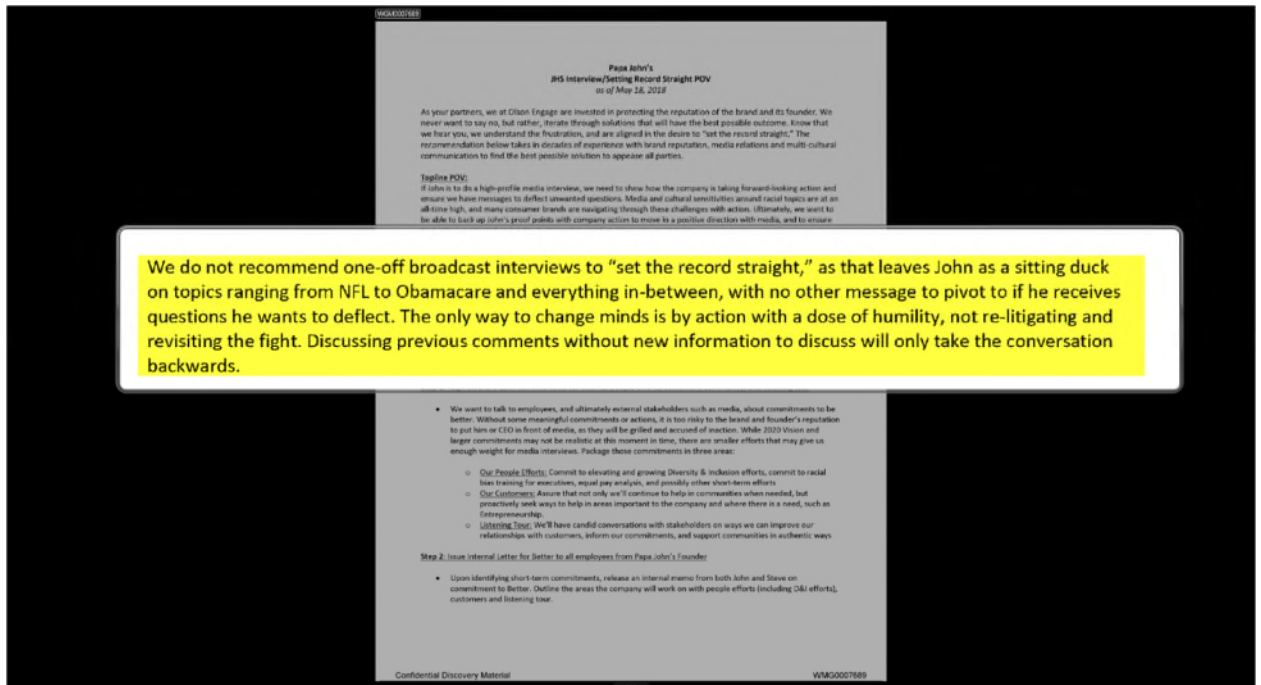 WGM0007689
Papa John's
JHS Interview/Setting Record Straight POV
as of May 18, 2018
As your partners, we at Olson Engage are invested in protecting the reputation of the brand and its founder. We
never want to say no, but rather, iterate through solutions that will have the best possible outcome. Know that
we hear you, we understand the frustration, and are aligned in the desire to "set the record straight." The
recommendation below takes in decades of experience with brand reputation, media relations and multi-cultural
communication to find the best possible solution to appease all parties.
Topline POV:
If John is to do a high-profile media interview, we need to show how the company is taking forward-looking action and
ensure we have messages to deflect unwanted questions. Media and cultural sensitivities around racial topics are at an
all-time high, and many consumer brands are navigating through these challenges with action. Ultimately, we want to
be able to back up John's proof points with company action to move in a positive direction with media, and to ensure
We do not recommend one-off broadcast interviews to "set the record straight," as that leaves John as a sitting duck
on topics ranging from NFL to Obamacare and everything in-between, with no other message to pivot to if he receives
questions he wants to deflect. The only way to change minds is by action with a dose of humility, not re-litigating and
revisiting the fight. Discussing previous comments without new information to discuss will only take the conversation
backwards.
• We want to talk to employees, and ultimately external stakeholders such as media, about commitments to be
better. Without some meaningful commitments or actions, it is too risky to the brand and founder's reputation
to put him or CEO in front of media, as they will be grilled and accused of inaction. While 2020 Vision and
larger commitments may not be realistic at this moment in time, there are smaller efforts that may give us
enough weight for media interviews. Package those commitments in three areas:
o Our People Efforts: Commit to elevating and growing Diversity & inclusion efforts, commit to racial
bias training for executives, equal pay analysis, and possibly other short-term efforts
o Our Customers: Assure that not only we'll continue to help in communities when needed, but
proactively seek ways to help in areas important to the company and where there is a need, such as
Entrepreneurship.
o Listening Tour: We'll have candid conversations with stakeholders on ways we can improve our
relationships with customers, inform our commitments, and support communities in authentic ways
Step 2: Issue Internal Letter for Better to all employees from Papa John's Founder
• Upon identifying short-term commitments, release an internal memo from both John and Steve on
commitment to Better. Outline the areas the company will work on with people efforts (including D&I efforts),
customers and listening tour.
Confidential Discovery Material
WMG0007689